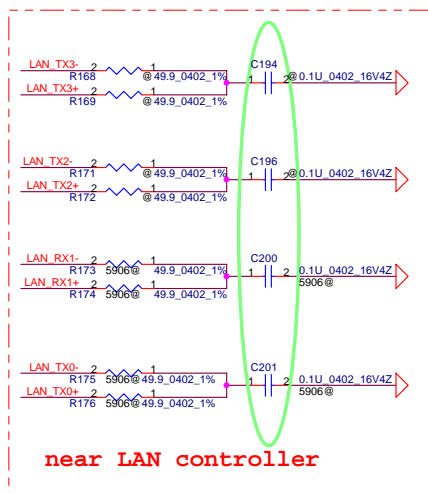 C194
LAN_TX3- 2 1 1 2 @ 0.1U_0402_16V4Z
R168 @ 49.9_0402_1%
LAN_TX3+ 2 1
R169 @ 49.9_0402_1%
C196
LAN_TX2- 2 1 1 2 @ 0.1U_0402_16V4Z
R171 @ 49.9_0402_1%
LAN_TX2+ 2 1
R172 @ 49.9_0402_1%
C200
LAN_RX1- 2 1 1 2 0.1U_0402_16V4Z
R173 5906@ 49.9_0402_1% 5906@
LAN_RX1+ 2 1
R174 5906@ 49.9_0402_1%
C201
LAN_TX0- 2 1 1 2 0.1U_0402_16V4Z
R175 5906@ 49.9_0402_1% 5906@
LAN_TX0+ 2 1
R176 5906@ 49.9_0402_1%
near LAN controller